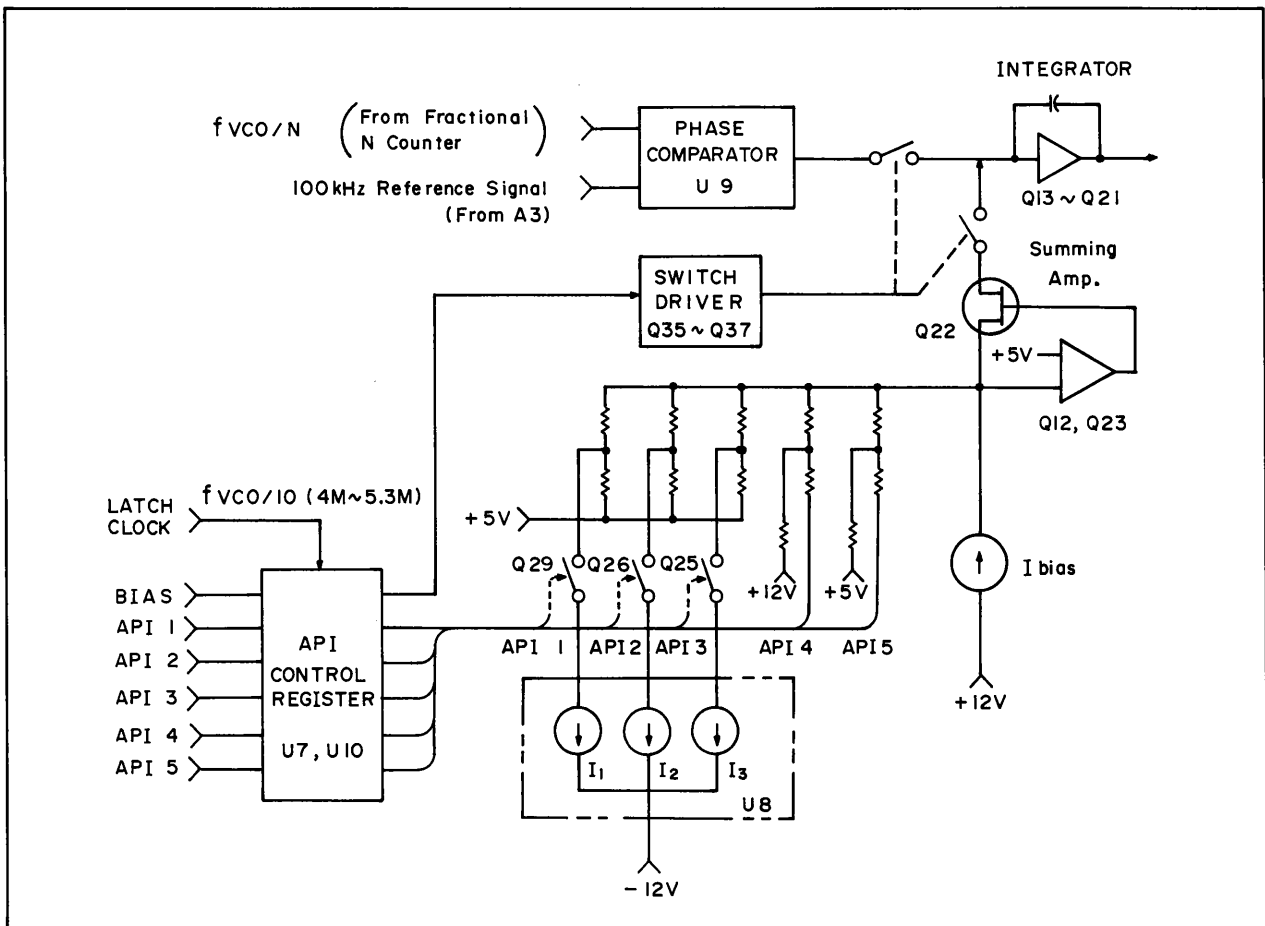 INTEGRATOR
f VCO/N (From Fractional N Counter)
100kHz Reference Signal
(From A3)
PHASE
COMPARATOR
U 9
Q13 ~ Q21
Summing
Amp.
SWITCH
DRIVER
Q35 ~ Q37
Q22
+5V
Q12, Q23
LATCH
CLOCK
f VCO/10 (4M~5.3M)
+5V
Q29
Q26
Q25
+12V
+5V
I bias
+12V
BIAS
API 1
API 2
API 3
API 4
API 5
API
CONTROL
REGISTER
U7, U10
API 1
API 2
API 3
API 4
API 5
I1
I2
I3
U8
-12V